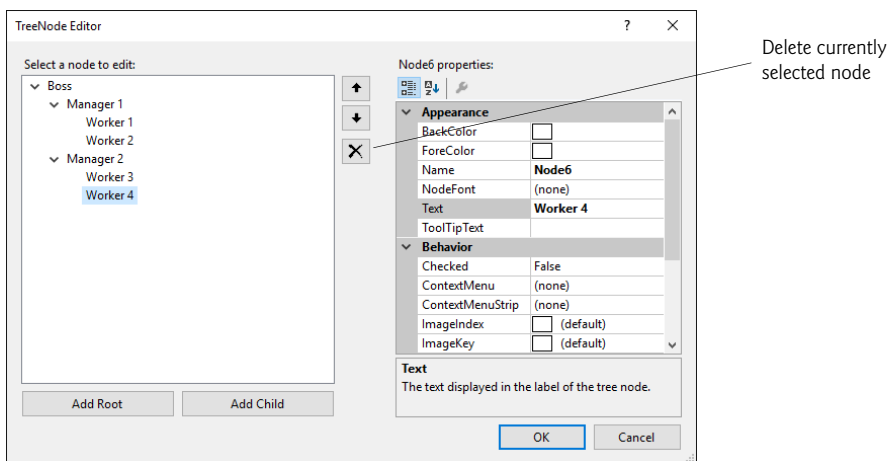 TreeNode Editor
?
Delete currently
selected node
Select a node to edit:
Node6 properties:
Boss
Manager 1
Worker 1
Worker 2
Manager 2
Worker 3
Worker 4
A
Z
Appearance
BackColor
ForeColor
Name Node6
NodeFont (none)
Text Worker 4
ToolTipText
Behavior
Checked False
ContextMenu (none)
ContextMenuStrip (none)
ImageIndex (default)
ImageKey (default)
Text
The text displayed in the label of the tree node.
Add Root
Add Child
OK
Cancel